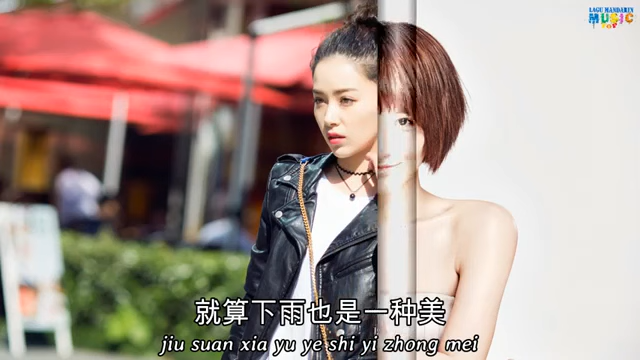 LAGU MANDARIN
MUSIC
POP
就算下雨也是一种美
jiu suan xia yu ye shi yi zhong mei